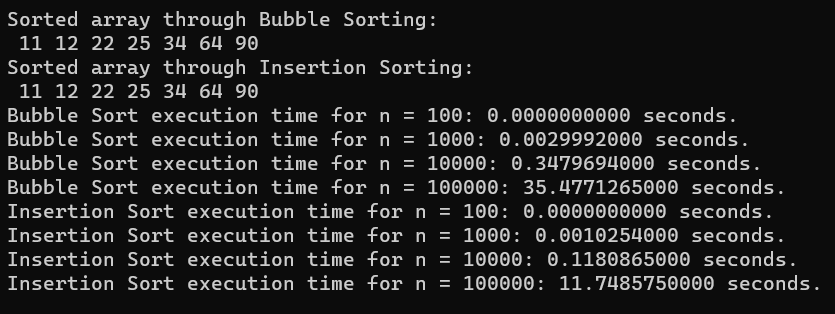 Sorted array through Bubble Sorting:
11 12 22 25 34 64 90
Sorted array through Insertion Sorting:
11 12 22 25 34 64 90
Bubble Sort execution time for n = 100: 0.0000000000 seconds.
Bubble Sort execution time for n = 1000: 0.0029992000 seconds.
Bubble Sort execution time for n = 10000: 0.3479694000 seconds.
Bubble Sort execution time for n = 100000: 35.4771265000 seconds.
Insertion Sort execution time for n = 100: 0.0000000000 seconds.
Insertion Sort execution time for n = 1000: 0.0010254000 seconds.
Insertion Sort execution time for n = 10000: 0.1180865000 seconds.
Insertion Sort execution time for n = 100000: 11.7485750000 seconds.